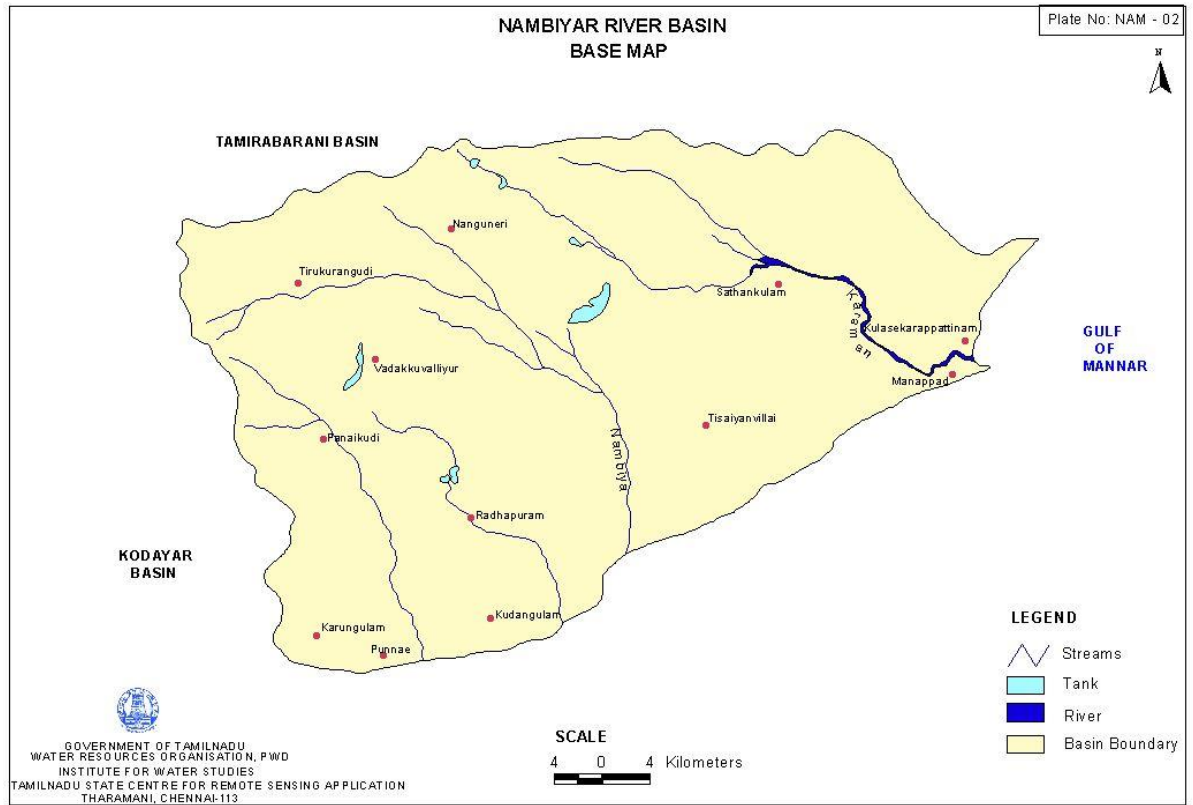 Plate No: NAM - 02
NAMBIYAR RIVER BASIN
BASE MAP
N
TAMIRABARANI BASIN
Nanguneri
Tirukurangudi
Sathankulam
Karaman
Kulasekarappattinam
GULF
OF
MANNAR
Vadakkuvalliyur
Manappad
Tisaiyanvillai
Panaikudi
Nambiya
Radhapuram
KODAYAR
BASIN
Kudangulam
Karungulam
Punnae
LEGEND
Streams
Tank
River
Basin Boundary
SCALE
4 0 4 Kilometers
GOVERNMENT OF TAMILNADU
WATER RESOURCES ORGANISATION, PWD
INSTITUTE FOR WATER STUDIES
TAMILNADU STATE CENTRE FOR REMOTE SENSING APPLICATION
THARAMANI, CHENNAI-113